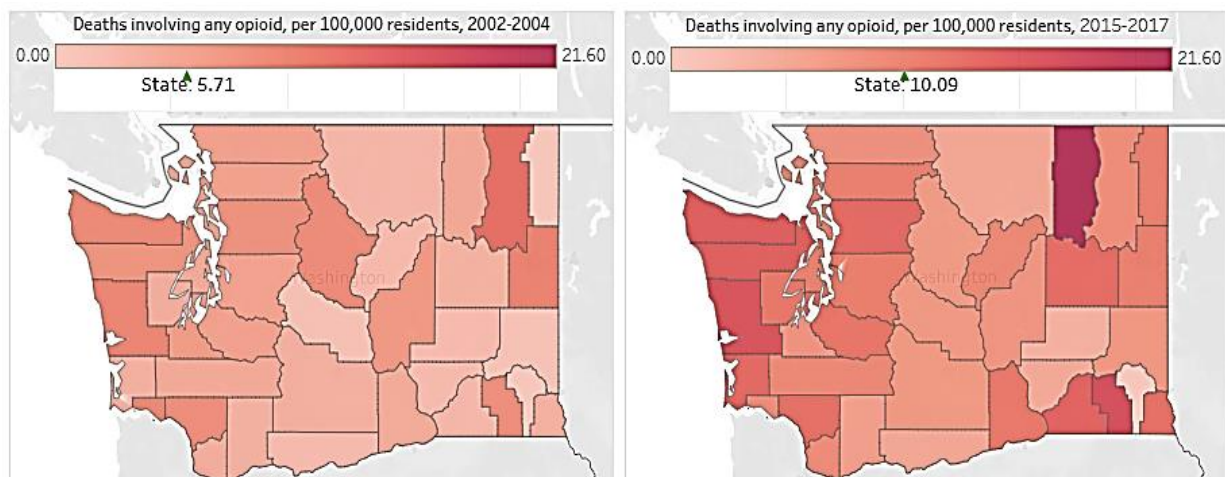 Deaths involving any opioid, per 100,000 residents, 2002-2004
0.00 21.60
State: 5.71
Washington
Deaths involving any opioid, per 100,000 residents, 2015-2017
0.00 21.60
State: 10.09
Washington